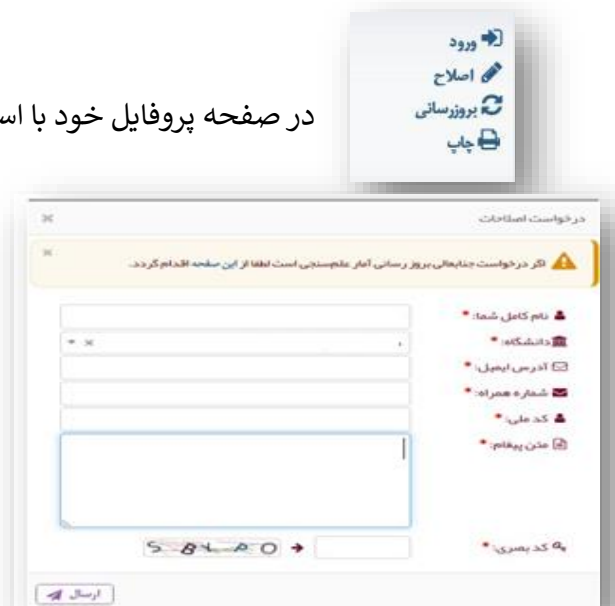 ورود
اصلاح
بروزرسانی
چاپ
در صفحه پروفایل خود با اس
درخواست اصلاحات
اگر درخواست جنابعالی بروز رسانی آمار علم‌سنجی است لطفا از این صفحه اقدام گردد.
نام کامل شما: *
دانشگاه: *
آدرس ایمیل: *
شماره همراه: *
کد ملی: *
متن پیغام: *
کد بصری: *
ارسال